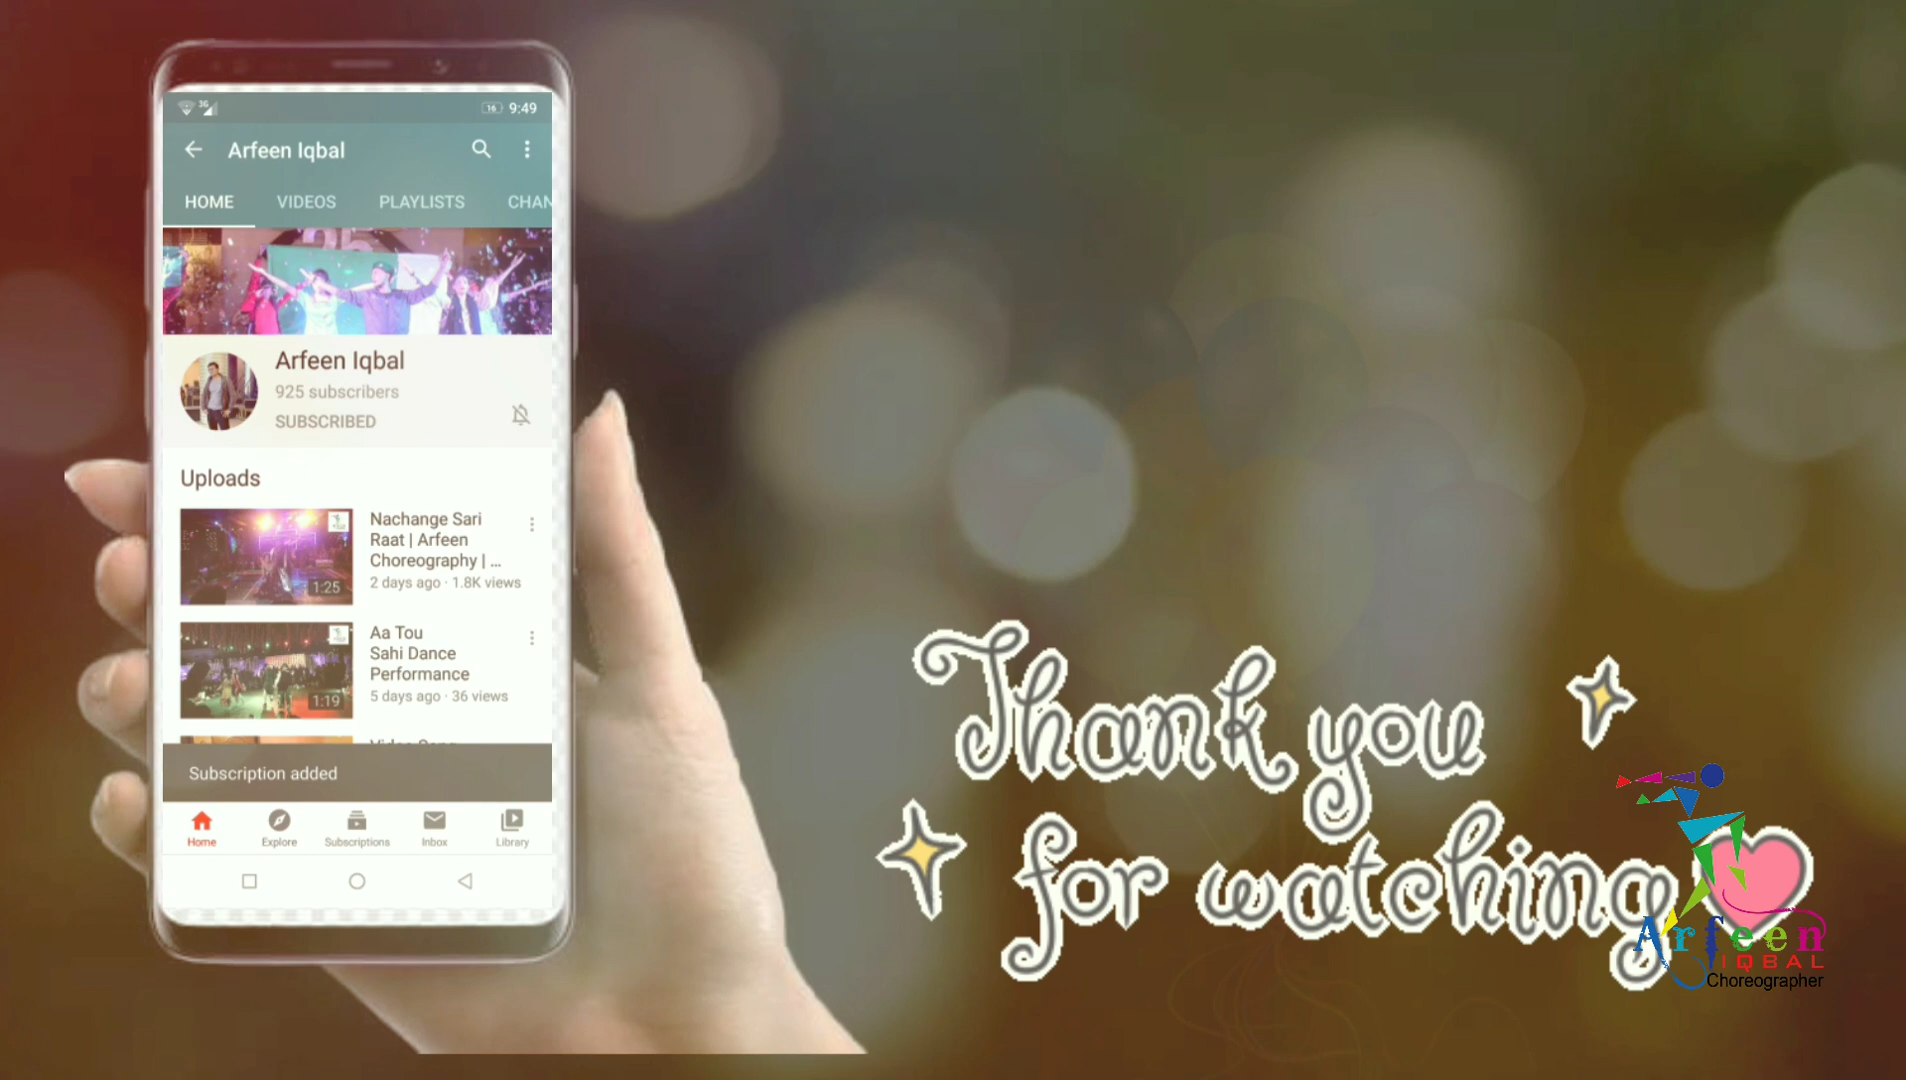 3G
16 9:49
Arfeen Iqbal
HOME VIDEOS PLAYLISTS CHAN
Arfeen Iqbal
925 subscribers
SUBSCRIBED
Uploads
Nachange Sari
Raat | Arfeen
Choreography | ...
2 days ago · 1.8K views
1:25
Aa Tou
Sahi Dance
Performance
5 days ago · 36 views
1:19
Subscription added
Home Explore Subscriptions Inbox Library
Thank you
for watching
Arfeen
IQBAL
Choreographer